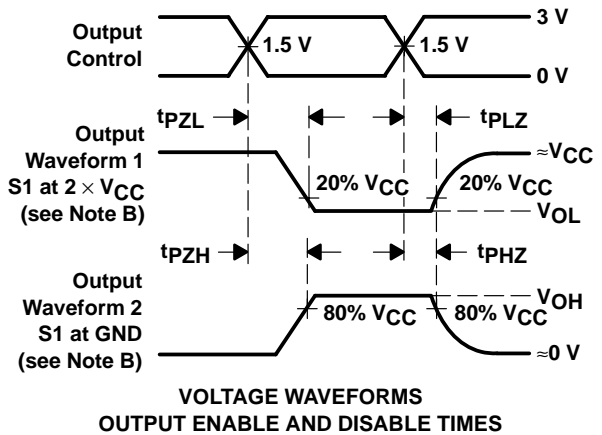 3 V
Output
Control
1.5 V
1.5 V
0 V
tPZL
tPLZ
Output
Waveform 1
S1 at 2 × VCC
(see Note B)
≈VCC
20% VCC
20% VCC
VOL
tPZH
tPHZ
Output
Waveform 2
S1 at GND
(see Note B)
VOH
80% VCC
80% VCC
≈0 V
VOLTAGE WAVEFORMS
OUTPUT ENABLE AND DISABLE TIMES